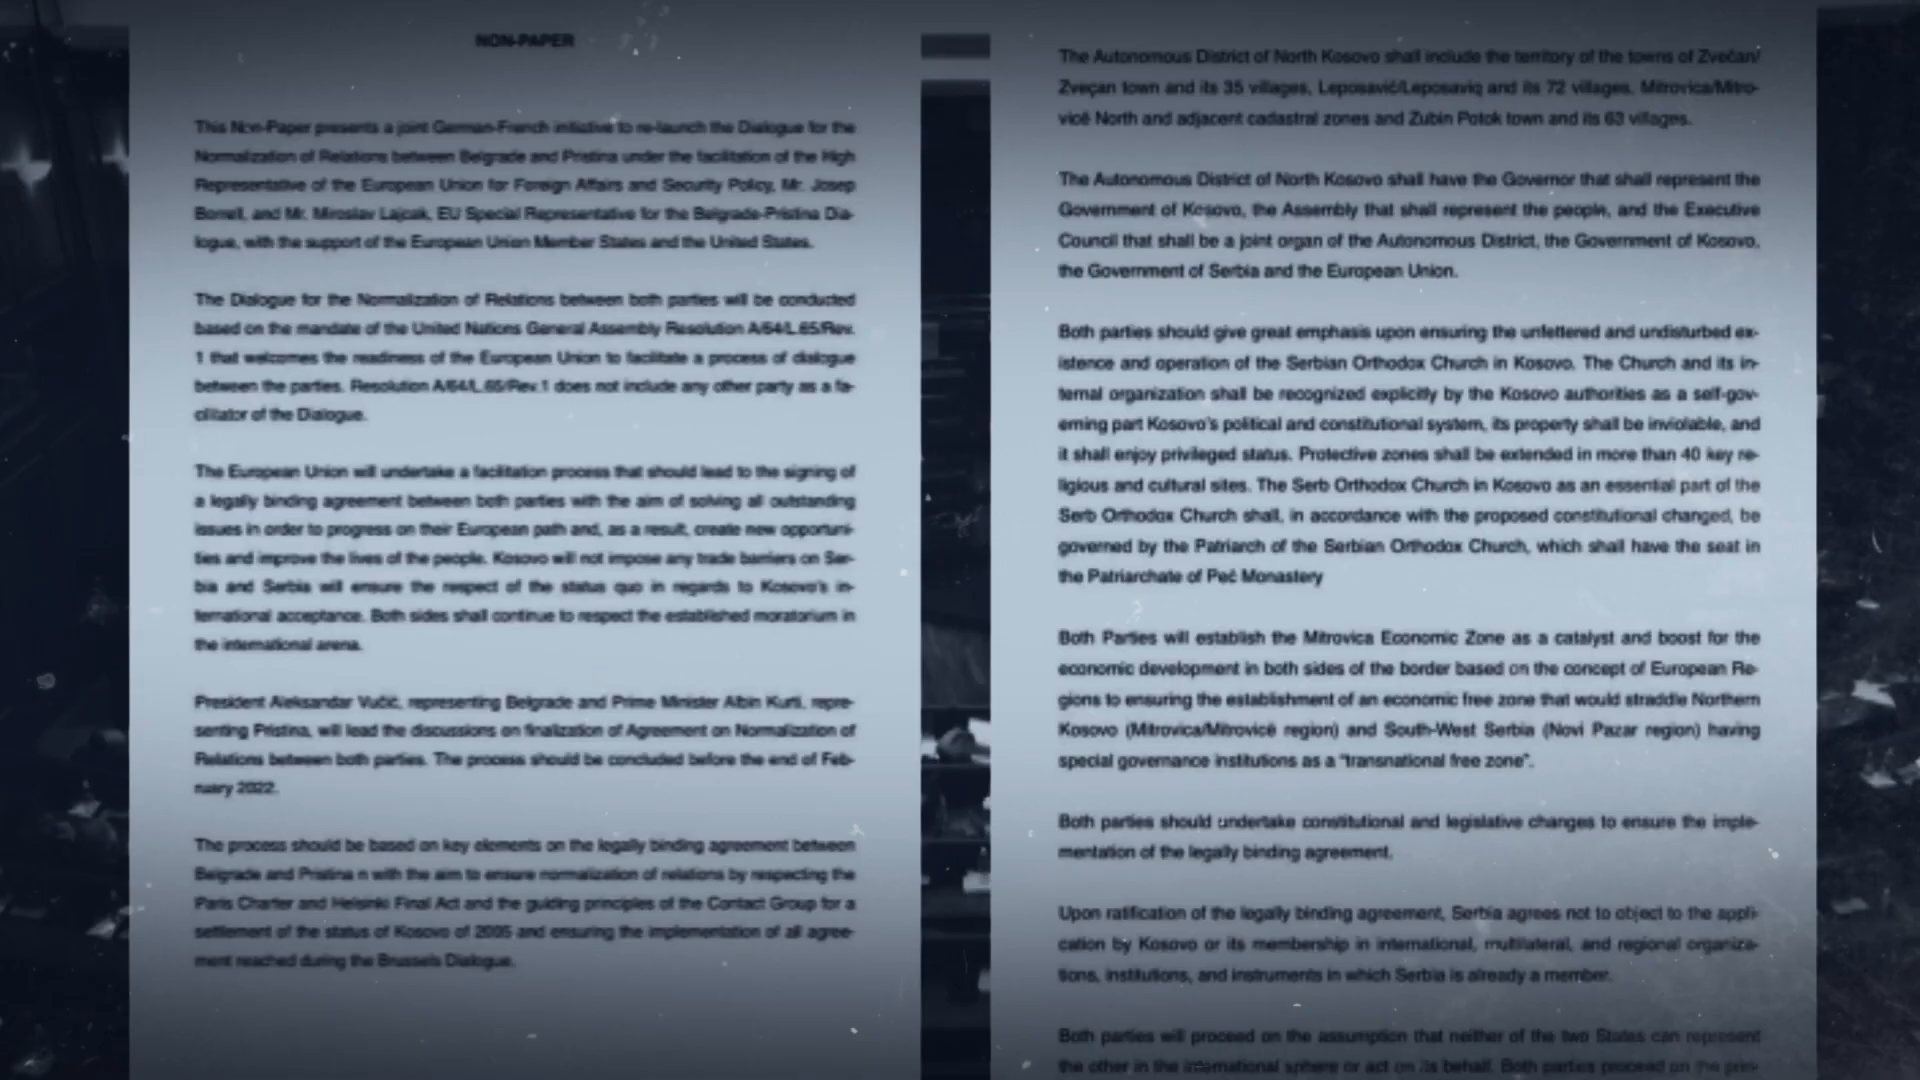 NON-PAPER
This Non-Paper presents a joint German-French initiative to re-launch the Dialogue for the
Normalization of Relations between Belgrade and Pristina under the facilitation of the High
Representative of the European Union for Foreign Affairs and Security Policy, Mr. Josep
Borrell, and Mr. Miroslav Lajcak, EU Special Representative for the Belgrade-Pristina Dia-
logue, with the support of the European Union Member States and the United States.
The Dialogue for the Normalization of Relations between both parties will be conducted
based on the mandate of the United Nations General Assembly Resolution A/64/L.65/Rev.
1 that welcomes the readiness of the European Union to facilitate a process of dialogue
between the parties. Resolution A/64/L.65/Rev.1 does not include any other party as a fa-
cilitator of the Dialogue.
The European Union will undertake a facilitation process that should lead to the signing of
a legally binding agreement between both parties with the aim of solving all outstanding
issues in order to progress on their European path and, as a result, create new opportuni-
ties and improve the lives of the people. Kosovo will not impose any trade barriers on Ser-
bia and Serbia will ensure the respect of the status quo in regards to Kosovo's in-
ternational acceptance. Both sides shall continue to respect the established moratorium in
the international arena.
President Aleksandar Vučić, representing Belgrade and Prime Minister Albin Kurti, repre-
senting Pristina, will lead the discussions on finalization of Agreement on Normalization of
Relations between both parties. The process should be concluded before the end of Feb-
ruary 2022.
The process should be based on key elements on the legally binding agreement between
Belgrade and Pristina n with the aim to ensure normalization of relations by respecting the
Paris Charter and Helsinki Final Act and the guiding principles of the Contact Group for a
settlement of the status of Kosovo of 2005 and ensuring the implementation of all agree-
ment reached during the Brussels Dialogue.
The Autonomous District of North Kosovo shall include the territory of the towns of Zvečan/
Zveçan town and its 35 villages, Leposavić/Leposaviq and its 72 villages, Mitrovica/Mitro-
vicë North and adjacent cadastral zones and Zubin Potok town and its 63 villages.
The Autonomous District of North Kosovo shall have the Governor that shall represent the
Government of Kosovo, the Assembly that shall represent the people, and the Executive
Council that shall be a joint organ of the Autonomous District, the Government of Kosovo,
the Government of Serbia and the European Union.
Both parties should give great emphasis upon ensuring the unfettered and undisturbed ex-
istence and operation of the Serbian Orthodox Church in Kosovo. The Church and its in-
ternal organization shall be recognized explicitly by the Kosovo authorities as a self-gov-
erning part Kosovo's political and constitutional system, its property shall be inviolable, and
it shall enjoy privileged status. Protective zones shall be extended in more than 40 key re-
ligious and cultural sites. The Serb Orthodox Church in Kosovo as an essential part of the
Serb Orthodox Church shall, in accordance with the proposed constitutional changed, be
governed by the Patriarch of the Serbian Orthodox Church, which shall have the seat in
the Patriarchate of Peć Monastery
Both Parties will establish the Mitrovica Economic Zone as a catalyst and boost for the
economic development in both sides of the border based on the concept of European Re-
gions to ensuring the establishment of an economic free zone that would straddle Northern
Kosovo (Mitrovica/Mitrovicë region) and South-West Serbia (Novi Pazar region) having
special governance institutions as a "transnational free zone".
Both parties should undertake constitutional and legislative changes to ensure the imple-
mentation of the legally binding agreement.
Upon ratification of the legally binding agreement, Serbia agrees not to object to the appli-
cation by Kosovo or its membership in international, multilateral, and regional organiza-
tions, institutions, and instruments in which Serbia is already a member.
Both parties will proceed on the assumption that neither of the two States can represent
the other in the international sphere or act on its behalf. Both parties proceed on the prin-